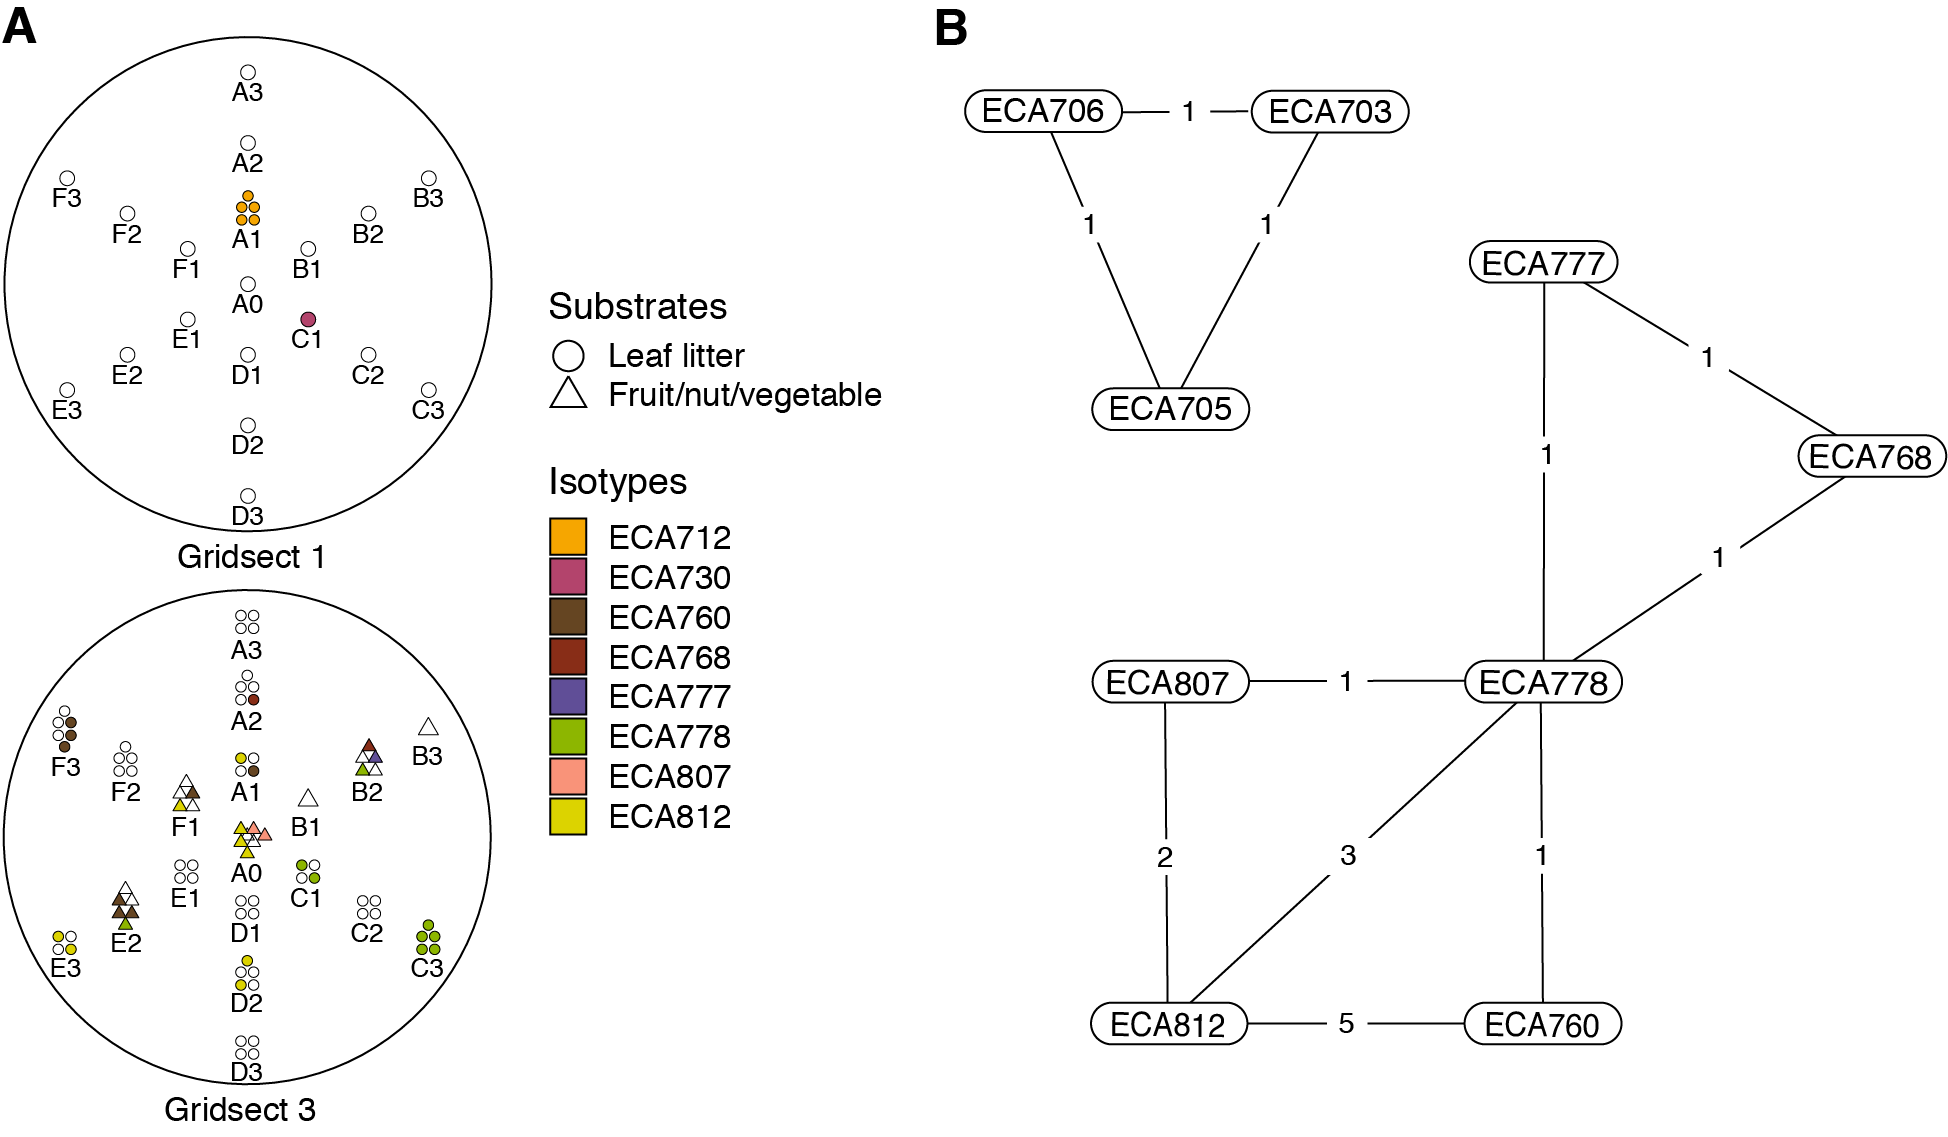 A
A3
A2
F3
B3
F2
A1
B2
F1
B1
A0
E1
C1
E2
D1
C2
E3
C3
D2
D3
Gridsect 1
A3
A2
F3
B3
F2
A1
B2
F1
B1
A0
E1
C1
E2
D1
C2
E3
C3
D2
D3
Gridsect 3
Substrates
Leaf litter
Fruit/nut/vegetable
Isotypes
ECA712
ECA730
ECA760
ECA768
ECA777
ECA778
ECA807
ECA812
B
ECA706 1 ECA703
1 1
ECA705
ECA777
1
1
ECA768
1
ECA807 1 ECA778
2 3 1
ECA812 5 ECA760